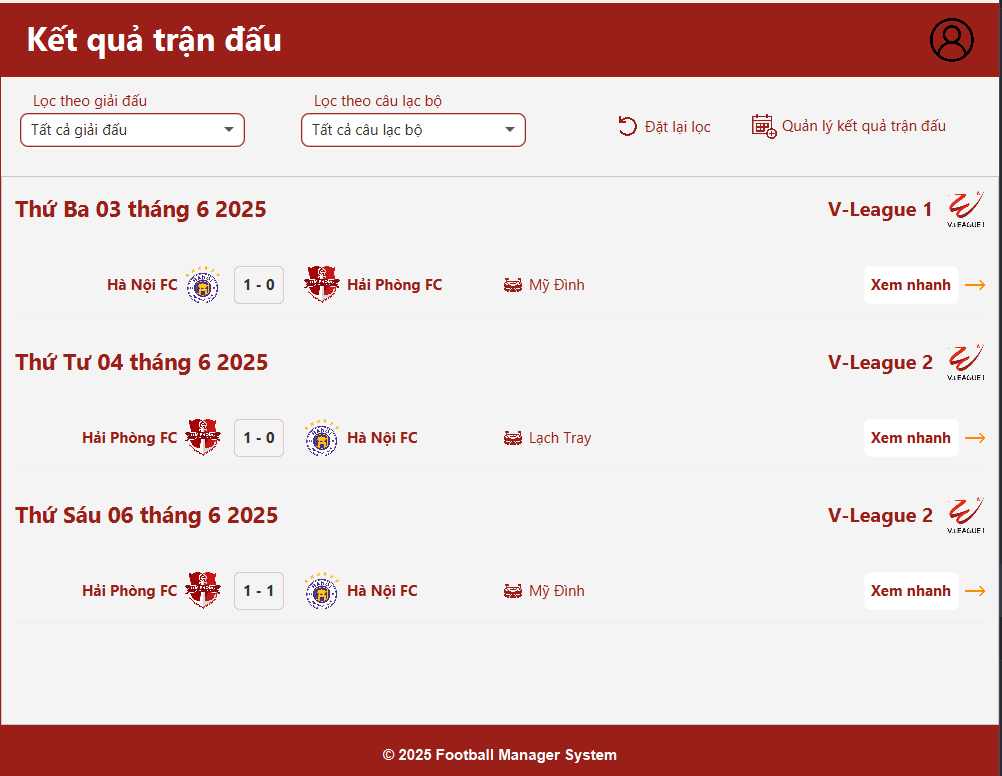 Kết quả trận đấu
Lọc theo giải đấu
Lọc theo câu lạc bộ
Tất cả giải đấu
Tất cả câu lạc bộ
Đặt lại lọc
Quản lý kết quả trận đấu
Thứ Ba 03 tháng 6 2025
V-League 1
V.LEAGUE 1
Hà Nội FC
1 - 0
Hải Phòng FC
Mỹ Đình
Xem nhanh
Thứ Tư 04 tháng 6 2025
V-League 2
V.LEAGUE 1
Hải Phòng FC
1 - 0
Hà Nội FC
Lạch Tray
Xem nhanh
Thứ Sáu 06 tháng 6 2025
V-League 2
V.LEAGUE 1
Hải Phòng FC
1 - 1
Hà Nội FC
Mỹ Đình
Xem nhanh
© 2025 Football Manager System